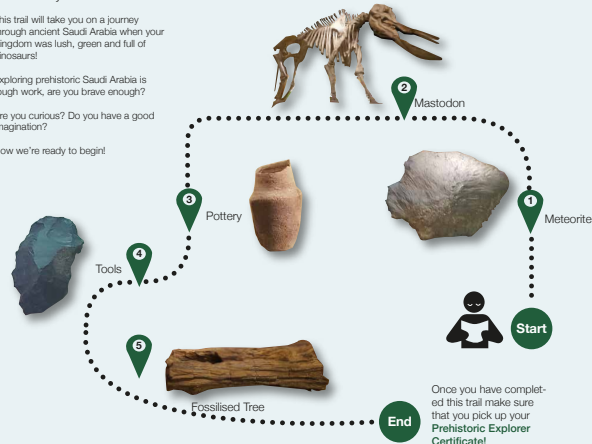 his trail will take you on a journey
hrough ancient Saudi Arabia when your
ingdom was lush, green and full of
inosaurs!
xploring prehistoric Saudi Arabia is
ough work, are you brave enough?
re you curious? Do you have a good
magination?
ow we're ready to begin!
2
Mastodon
1
Meteorite
3
Pottery
4
Tools
Start
5
Fossilised Tree
End
Once you have complet-
ed this trail make sure
that you pick up your
Prehistoric Explorer
Certificate!